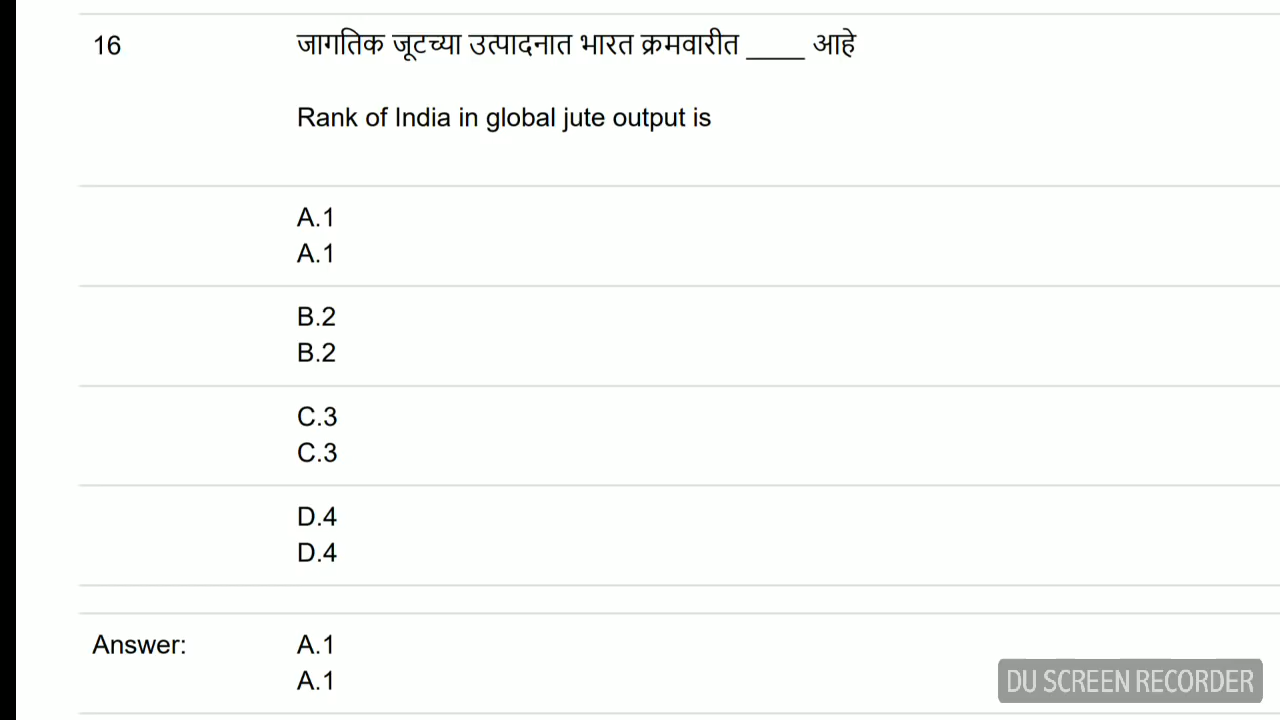 16 जागतिक जूटच्या उत्पादनात भारत क्रमवारीत ____ आहे
Rank of India in global jute output is
A.1
A.1
B.2
B.2
C.3
C.3
D.4
D.4
Answer: A.1
A.1
DU SCREEN RECORDER